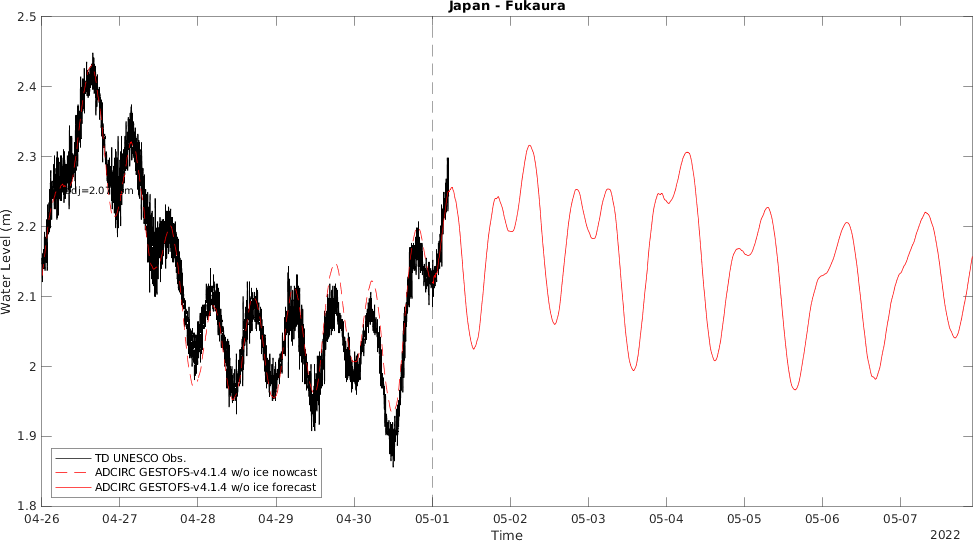 Japan - Fukaura
2.5
2.4
2.3
2.2
2.1
2
1.9
1.8
Water Level (m)
TD UNESCO Obs.
ADCIRC GESTOFS-v4.1.4 w/o ice nowcast
ADCIRC GESTOFS-v4.1.4 w/o ice forecast
04-26 04-27 04-28 04-29 04-30 05-01 05-02 05-03 05-04 05-05 05-06 05-07
Time
2022